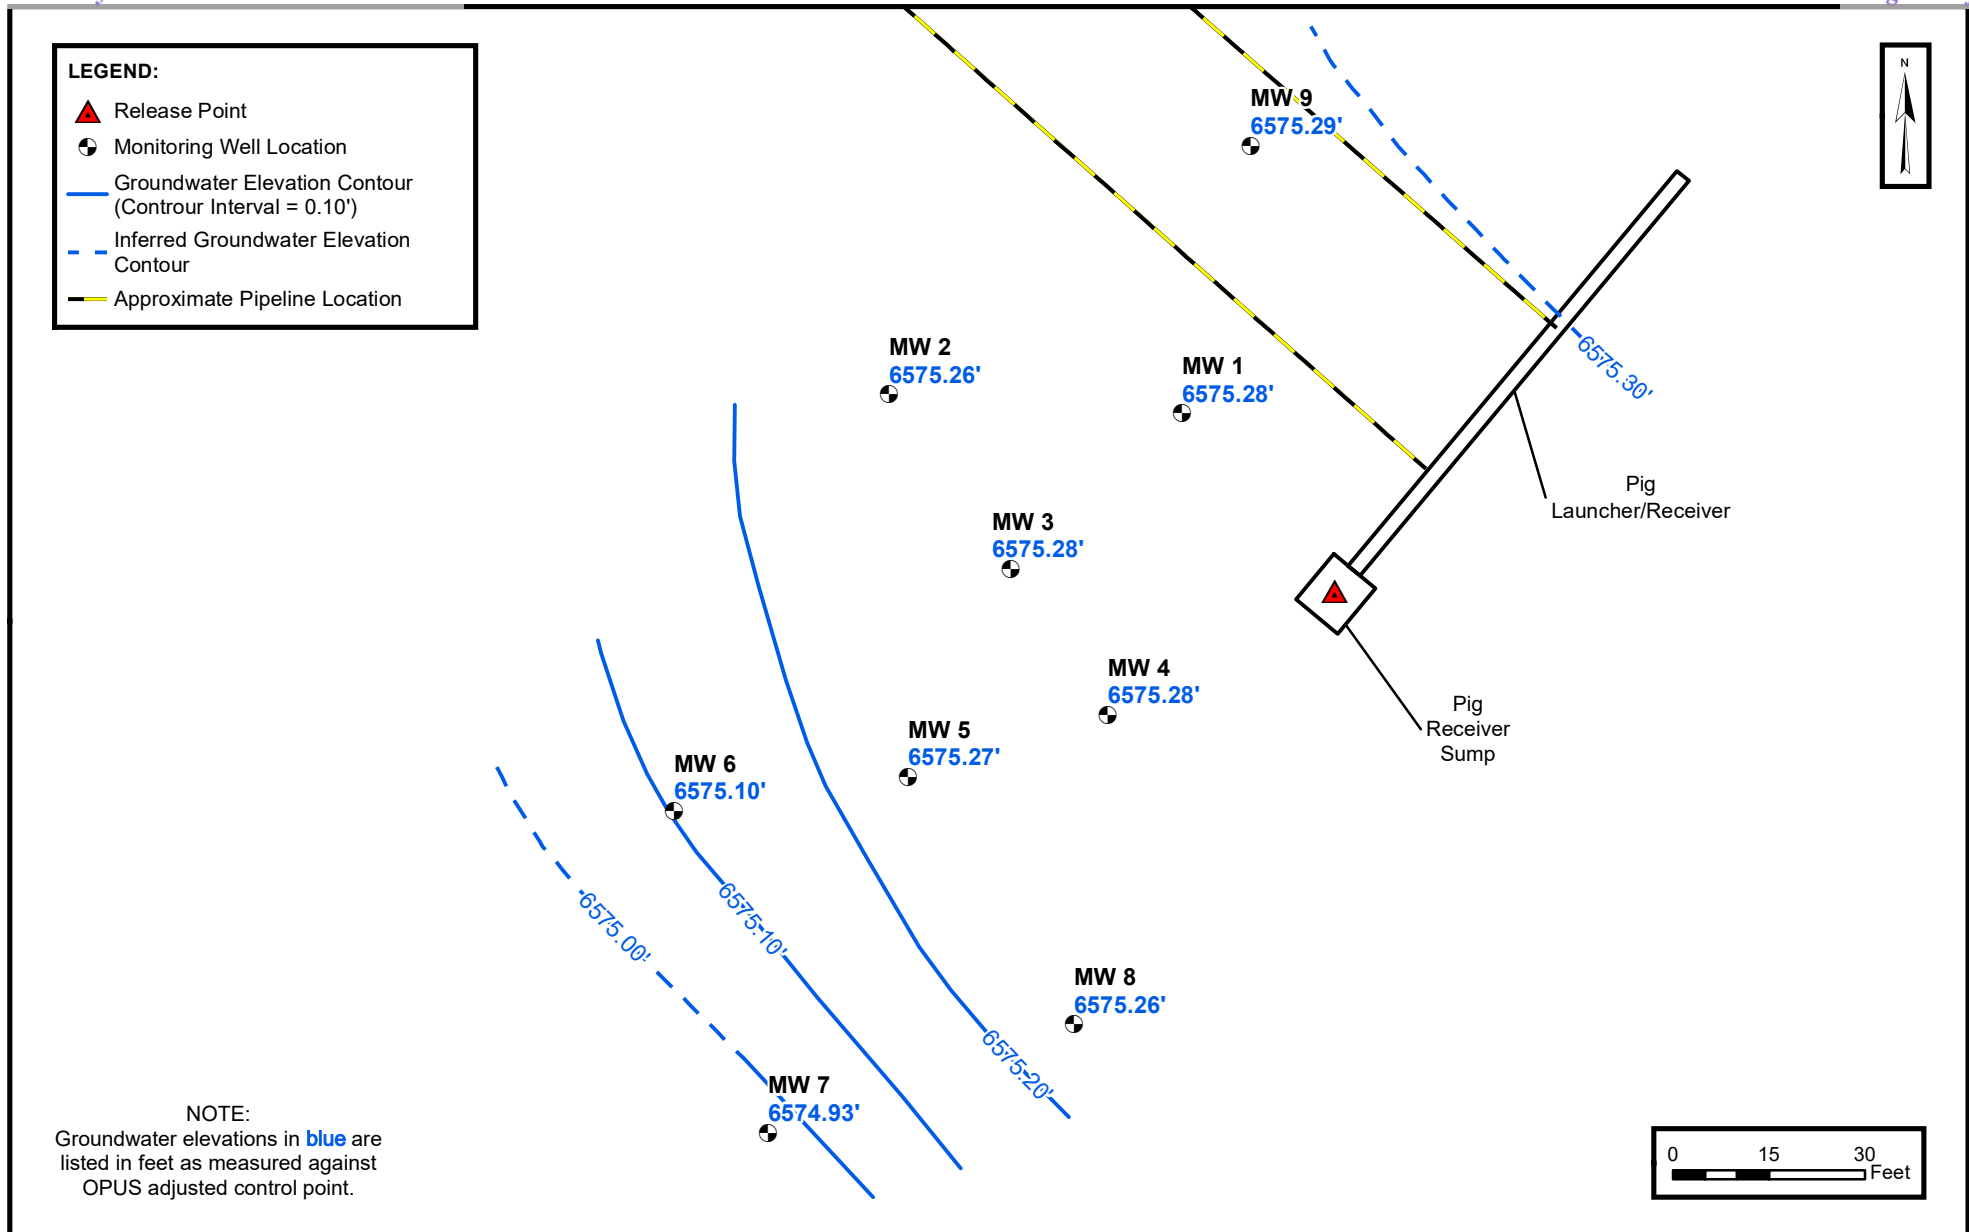 LEGEND:
Release Point
Monitoring Well Location
Groundwater Elevation Contour
(Controur Interval = 0.10')
Inferred Groundwater Elevation
Contour
Approximate Pipeline Location
N
MW 9
6575.29'
MW 2
6575.26'
MW 1
6575.28'
6575.30'
Pig
Launcher/Receiver
MW 3
6575.28'
MW 4
6575.28'
Pig
Receiver
Sump
MW 5
6575.27'
MW 6
6575.10'
6575.10'
6575.00'
MW 8
6575.26'
6575.20'
MW 7
6574.93'
NOTE:
Groundwater elevations in blue are
listed in feet as measured against
OPUS adjusted control point.
0 15 30
Feet